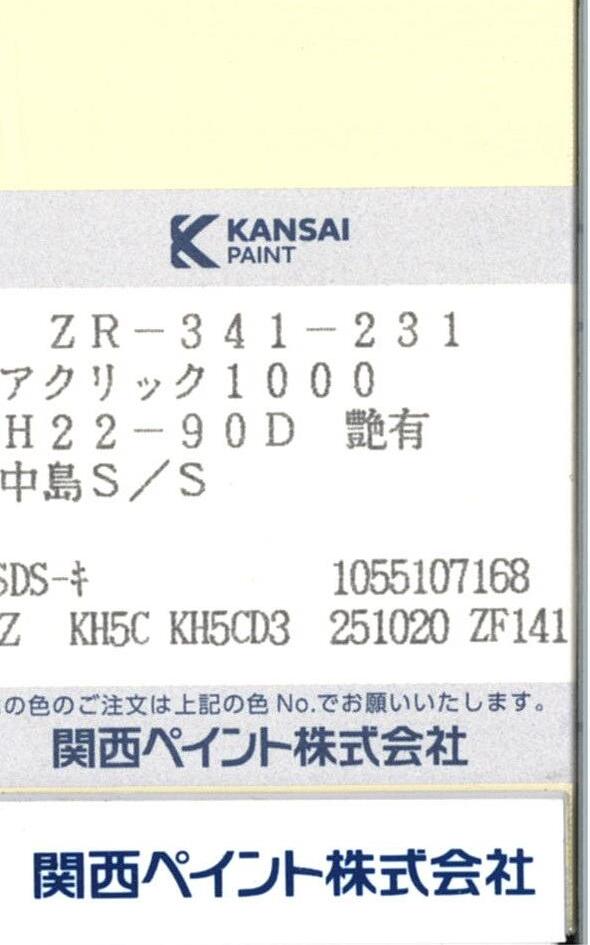 KANSAI
PAINT
ZR－341－231
アクリック1000
H22－90D 艶有
中島S／S
SDS-ｷ 1055107168
Z KH5C KH5CD3 251020 ZF141
の色のご注文は上記の色 No.でお願いいたします。
関西ペイント株式会社
関西ペイント株式会社